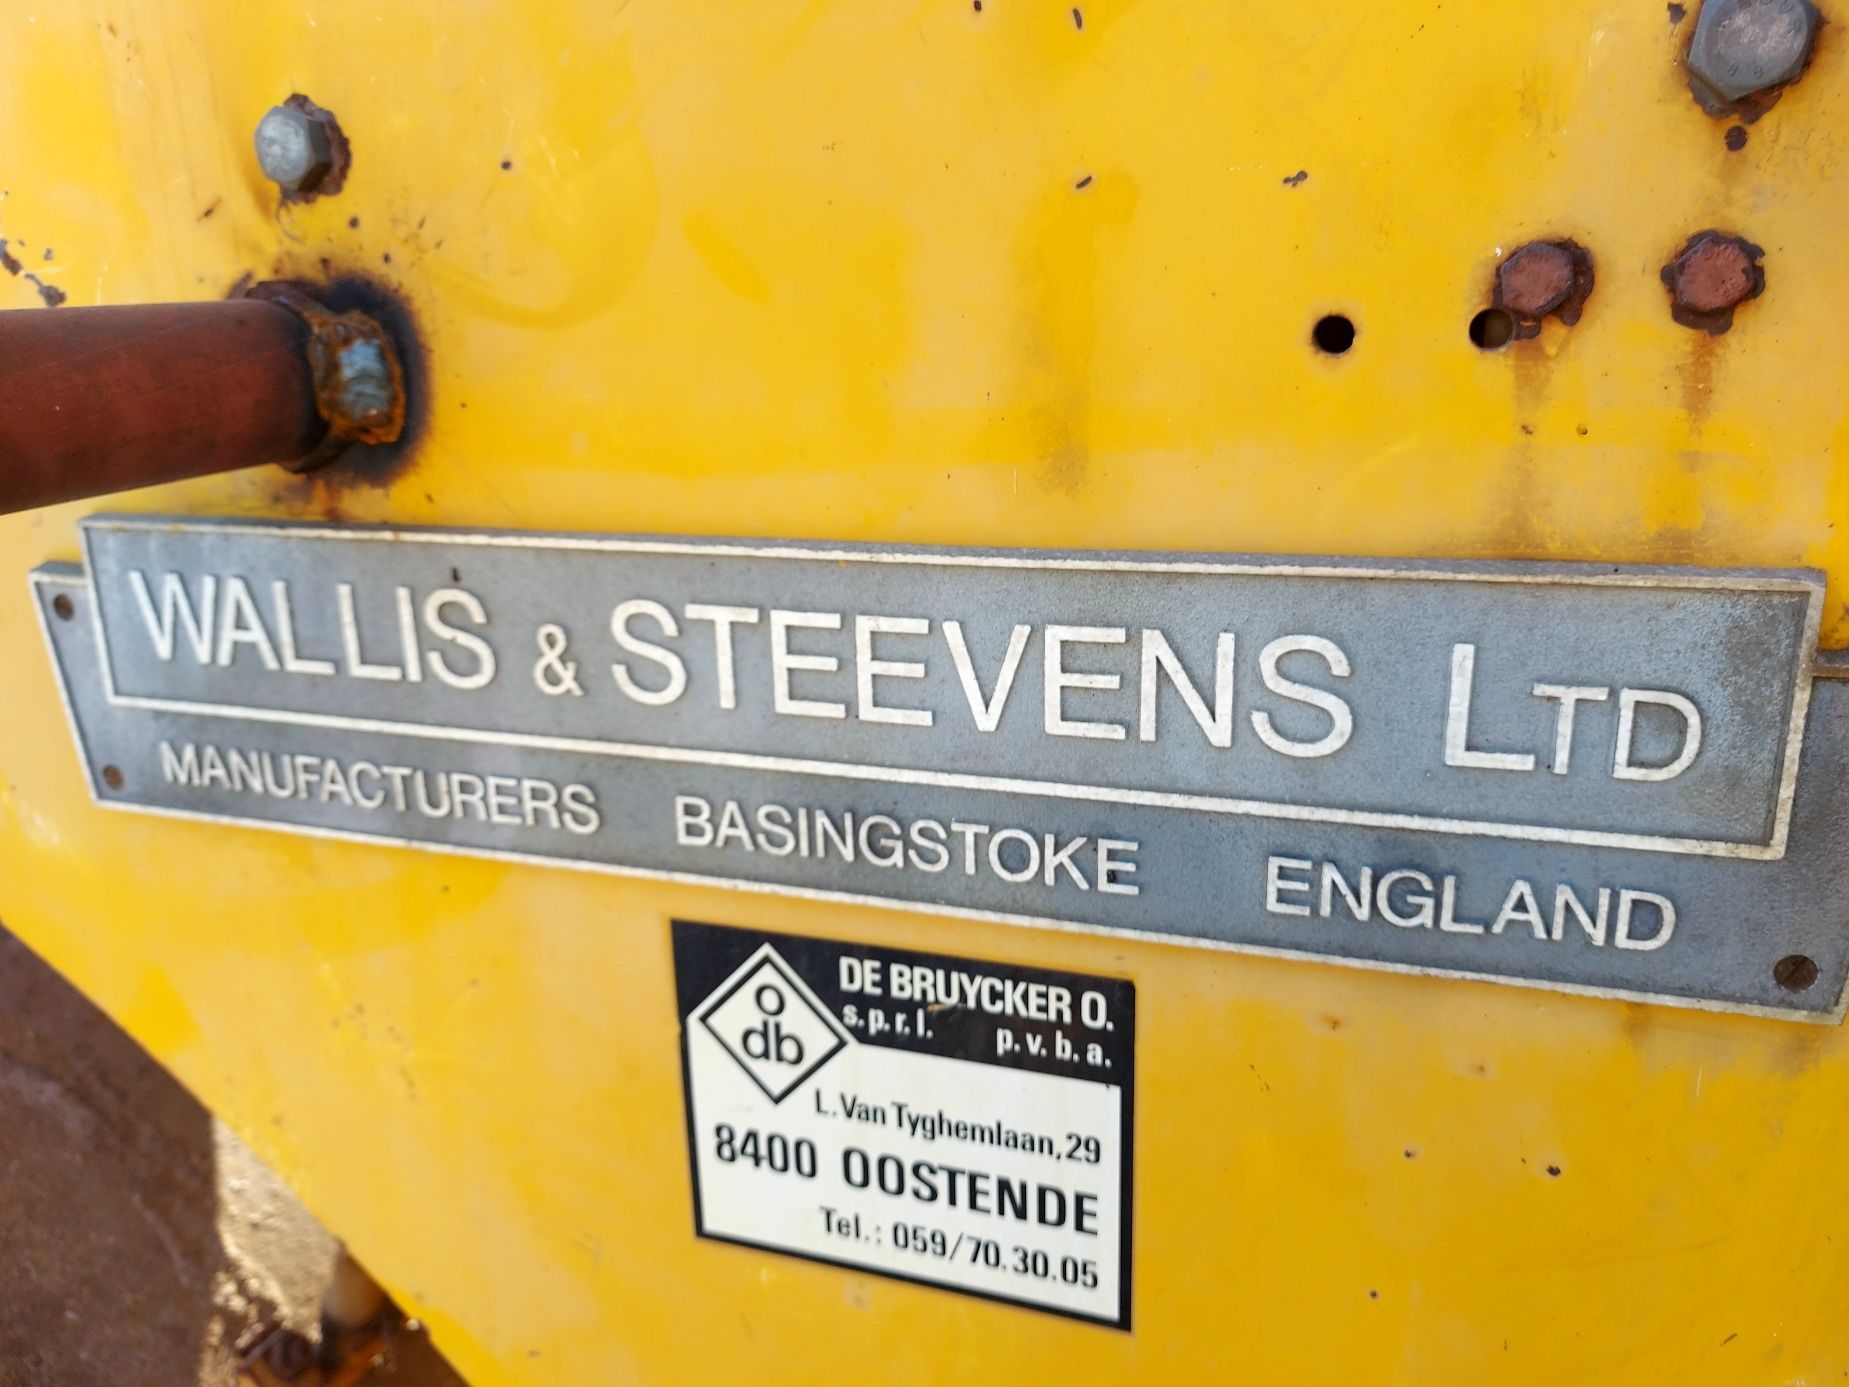 WALLIS & STEEVENS LTD
MANUFACTURERS BASINGSTOKE ENGLAND
o
db
DE BRUYCKER O.
s.p.r.l. p.v.b.a.
L.Van Tyghemlaan,29
8400 OOSTENDE
Tel.: 059/70.30.05